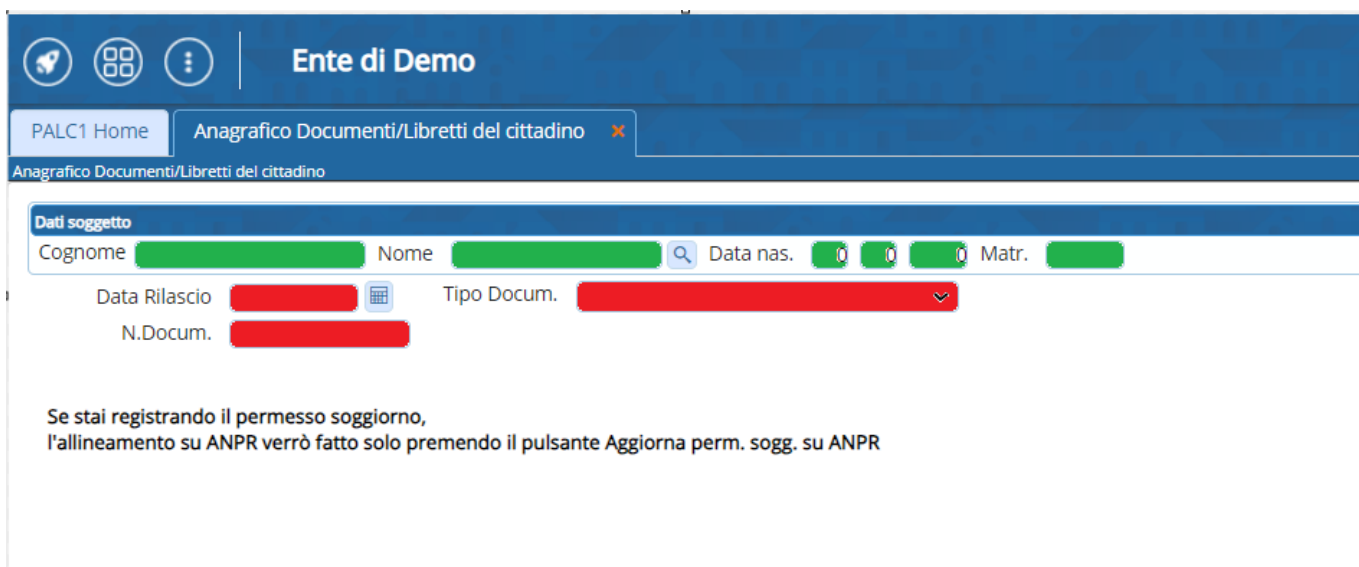 Ente di Demo
PALC1 Home Anagrafico Documenti/Libretti del cittadino ×
Anagrafico Documenti/Libretti del cittadino
Dati soggetto
Cognome Nome Data nas. 0 0 0 Matr.
Data Rilascio Tipo Docum.
N.Docum.
Se stai registrando il permesso soggiorno,
l'allineamento su ANPR verrò fatto solo premendo il pulsante Aggiorna perm. sogg. su ANPR